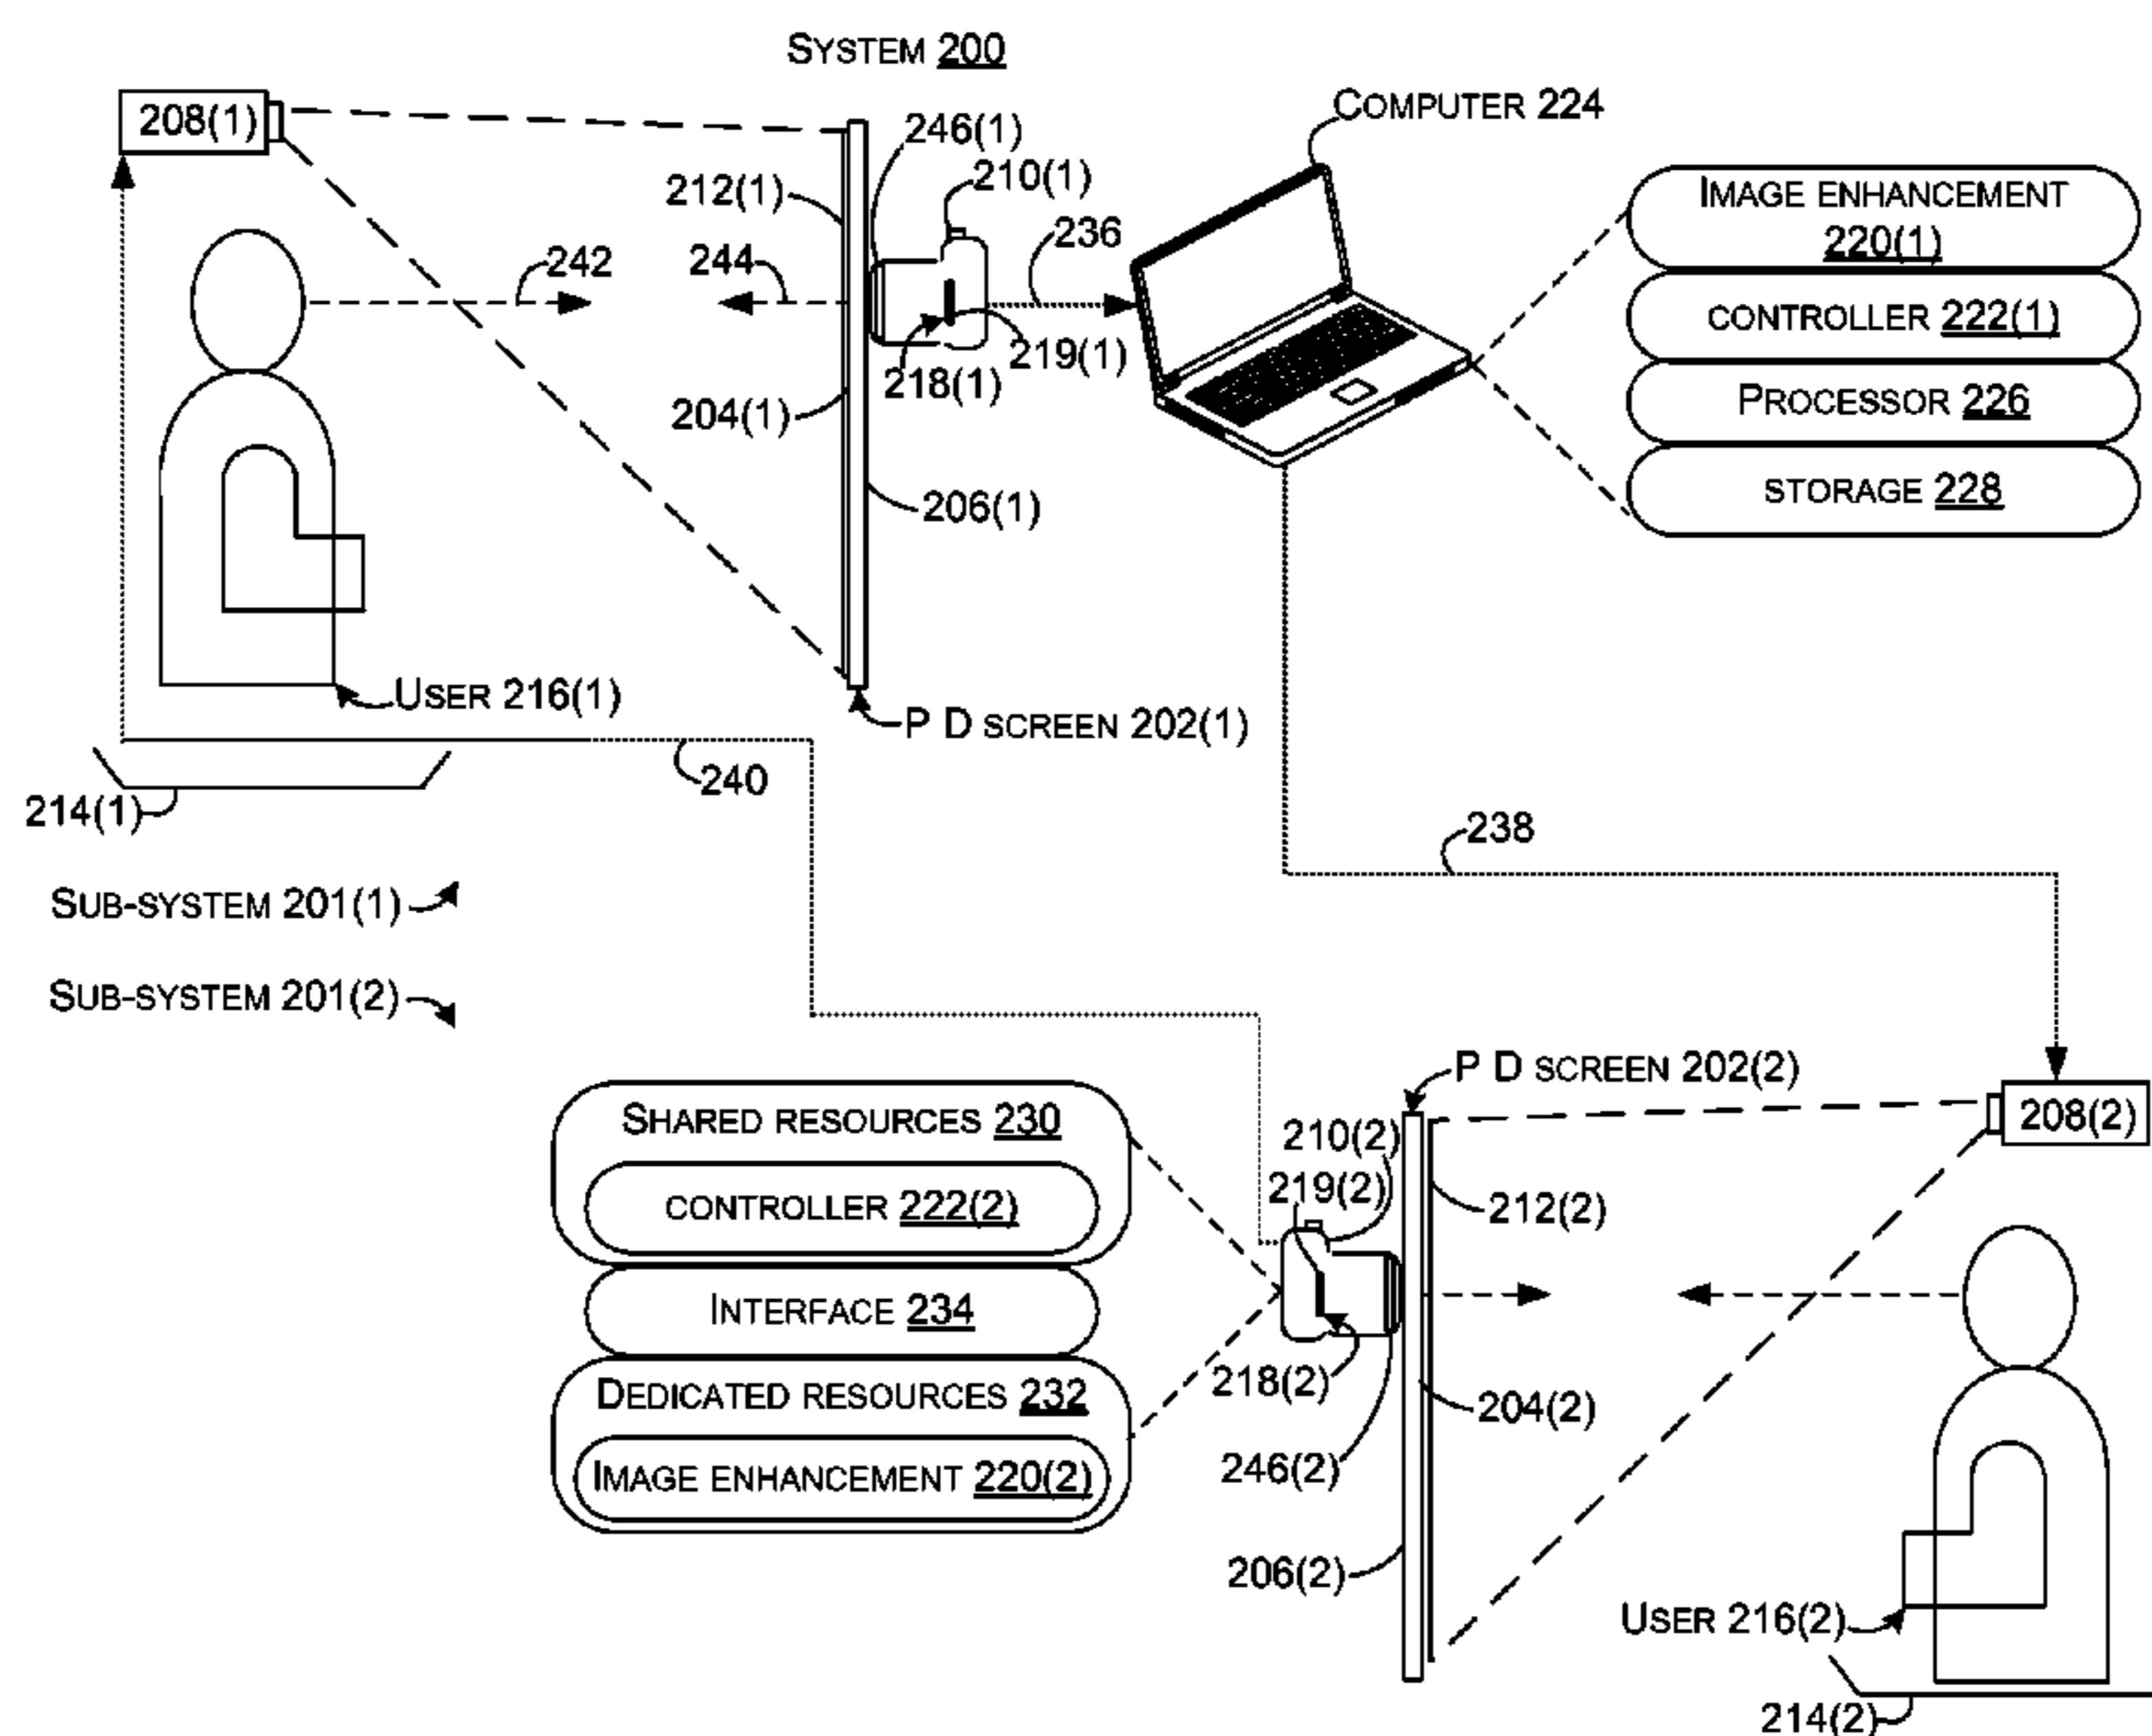 SYSTEM 200
208(1)
246(1)
COMPUTER 224
212(1)
210(1)
IMAGE ENHANCEMENT
220(1)
242
244
236
CONTROLLER 222(1)
219(1)
218(1)
204(1)
PROCESSOR 226
206(1)
STORAGE 228
USER 216(1)
P D SCREEN 202(1)
240
214(1)
238
SUB-SYSTEM 201(1)
SUB-SYSTEM 201(2)
P D SCREEN 202(2)
SHARED RESOURCES 230
210(2)
208(2)
219(2)
CONTROLLER 222(2)
212(2)
INTERFACE 234
218(2)
DEDICATED RESOURCES 232
204(2)
IMAGE ENHANCEMENT 220(2)
246(2)
206(2)
USER 216(2)
214(2)